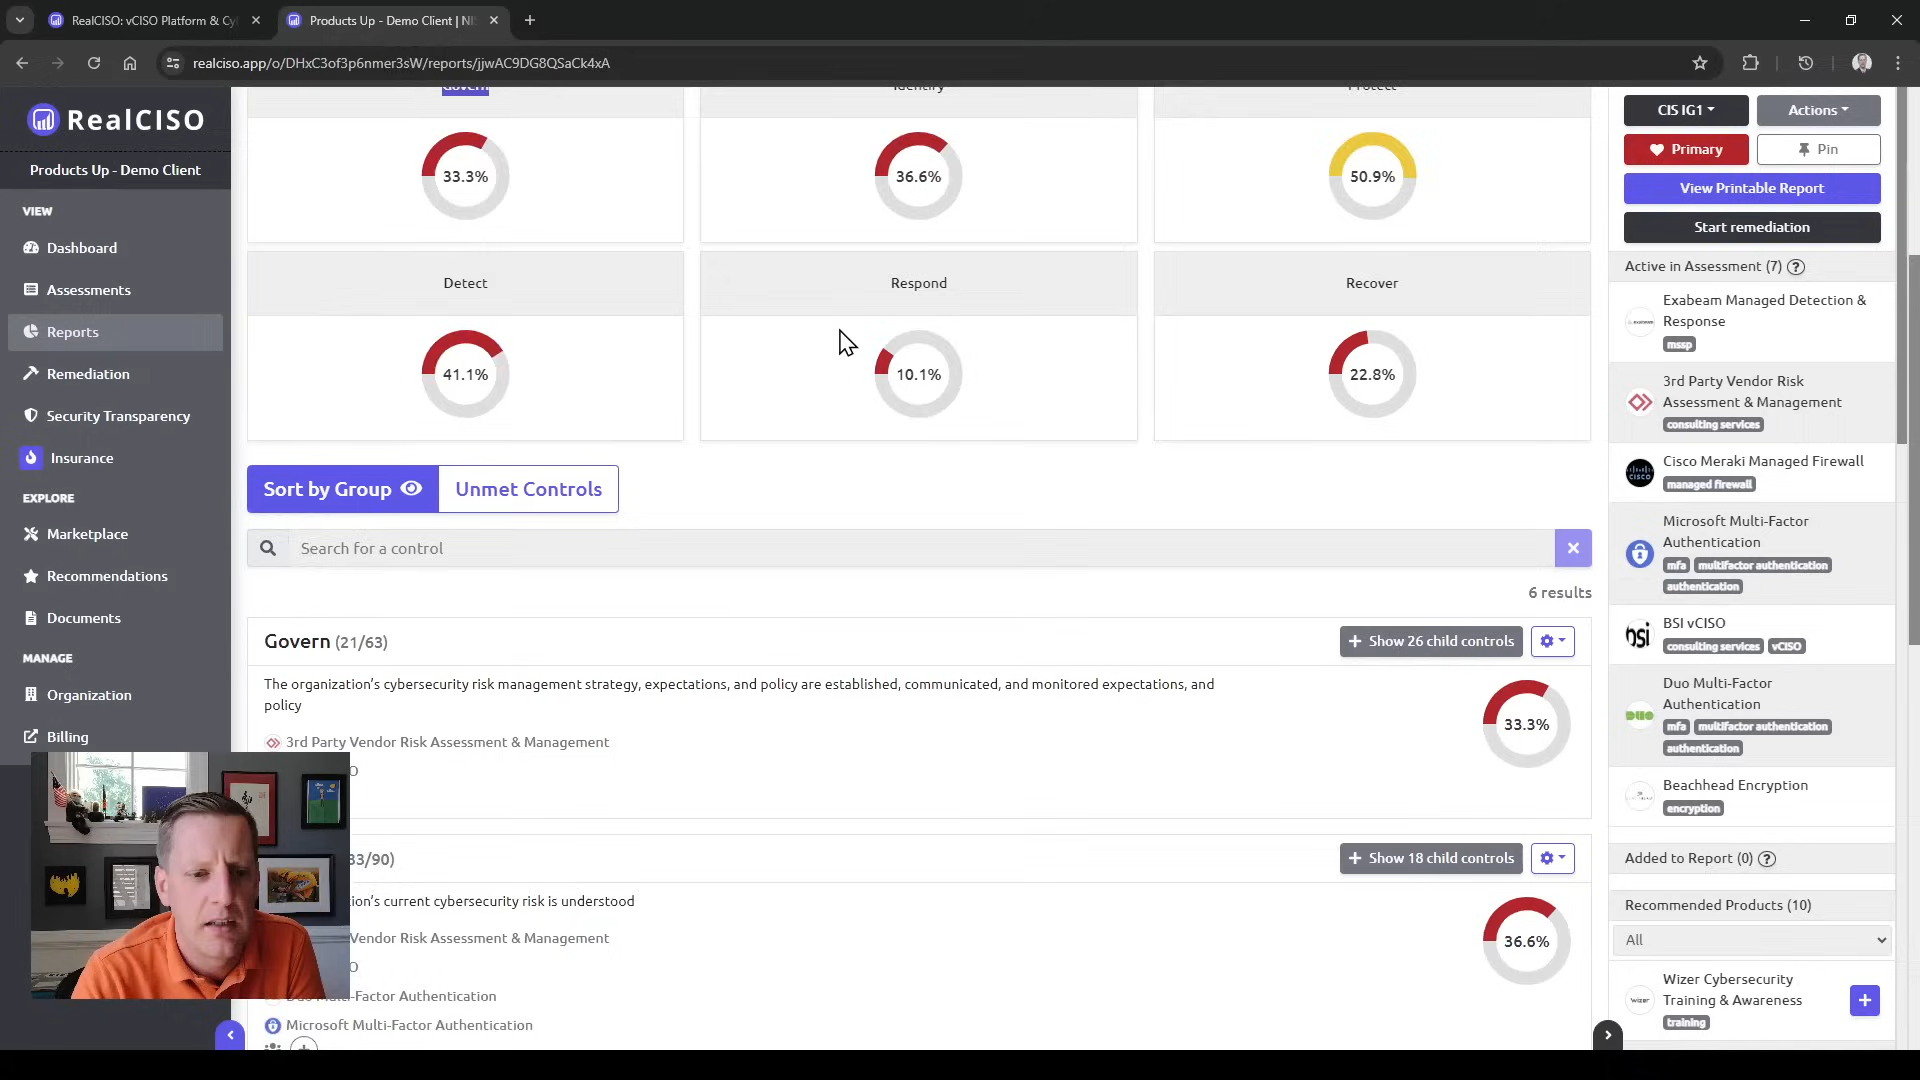 RealCISO: vCISO Platform & Cy
Products Up - Demo Client | NI
realciso.app/o/DHxC3of3p6nmer3sW/reports/jjwAC9DG8QSaCk4xA
RealCISO
Products Up - Demo Client
VIEW
Dashboard
Assessments
Reports
Remediation
Security Transparency
Insurance
EXPLORE
Marketplace
Recommendations
Documents
MANAGE
Organization
Billing
Govern
Identify
Protect
33.3%
36.6%
50.9%
Detect
Respond
Recover
41.1%
10.1%
22.8%
Sort by Group
Unmet Controls
Search for a control
6 results
Govern (21/63)
Show 26 child controls
The organization's cybersecurity risk management strategy, expectations, and policy are established, communicated, and monitored expectations, and
policy
33.3%
3rd Party Vendor Risk Assessment & Management
O
33/90)
Show 18 child controls
ion's current cybersecurity risk is understood
36.6%
Vendor Risk Assessment & Management
O
Duo Multi-Factor Authentication
Microsoft Multi-Factor Authentication
CIS IG1
Actions
Primary
Pin
View Printable Report
Start remediation
Active in Assessment (7)
Exabeam Managed Detection &
Response
mssp
3rd Party Vendor Risk
Assessment & Management
consulting services
Cisco Meraki Managed Firewall
managed firewall
Microsoft Multi-Factor
Authentication
mfa multifactor authentication
authentication
BSI vCISO
consulting services vCISO
Duo Multi-Factor
Authentication
mfa multifactor authentication
authentication
Beachhead Encryption
encryption
Added to Report (0)
Recommended Products (10)
All
Wizer Cybersecurity
Training & Awareness
training